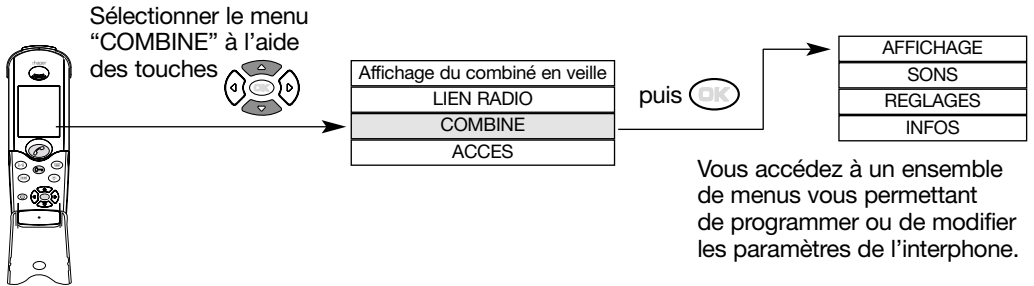 Sélectionner le menu
“COMBINE” à l’aide
des touches
OK
Affichage du combiné en veille
LIEN RADIO
COMBINE
ACCES
puis OK
AFFICHAGE
SONS
REGLAGES
INFOS
Vous accédez à un ensemble
de menus vous permettant
de programmer ou de modifier
les paramètres de l’interphone.